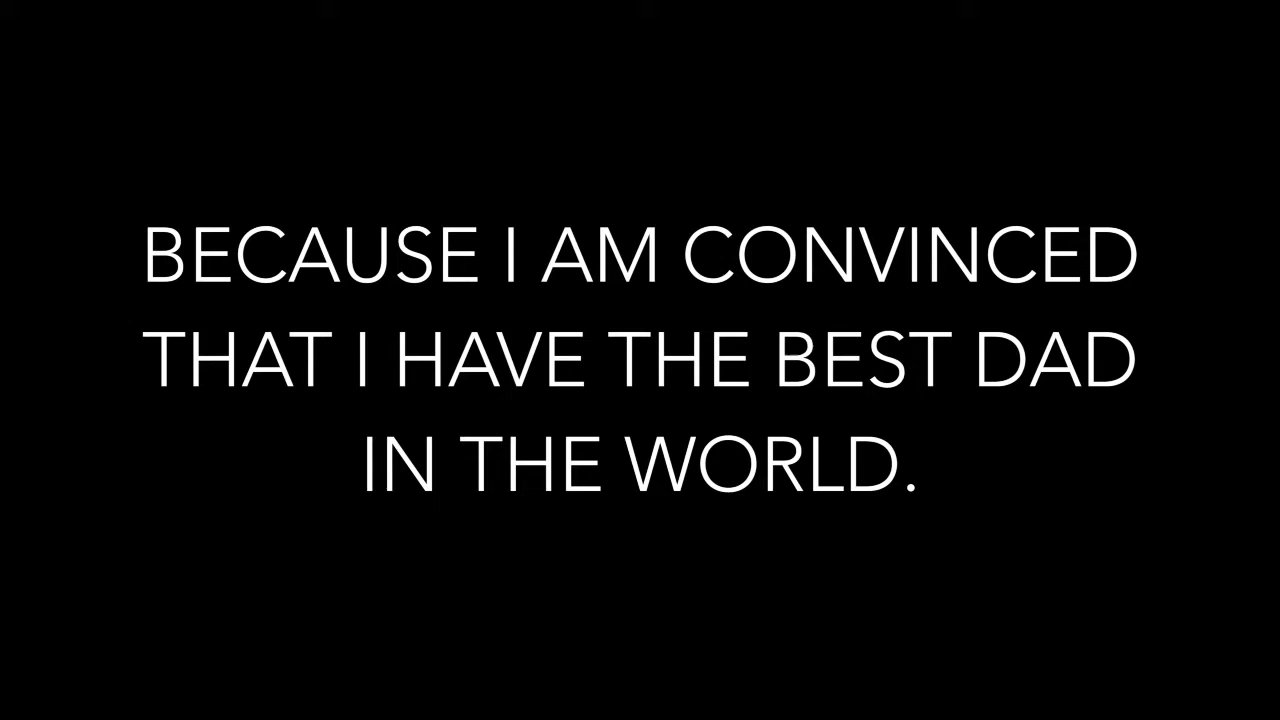 BECAUSE I AM CONVINCED
THAT I HAVE THE BEST DAD
IN THE WORLD.